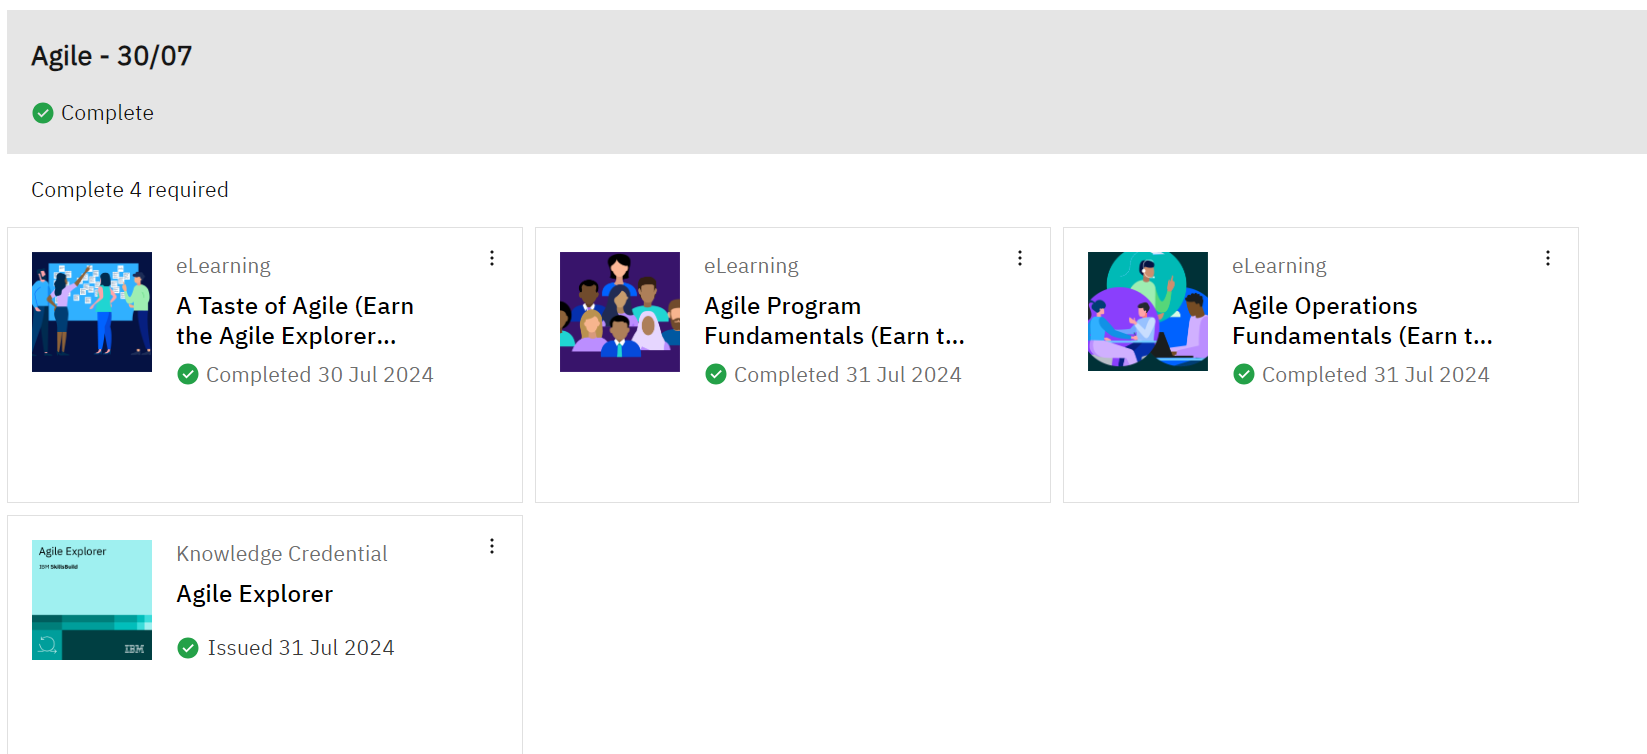 Agile - 30/07
Complete
Complete 4 required
eLearning
A Taste of Agile (Earn
the Agile Explorer...
Completed 30 Jul 2024
eLearning
Agile Program
Fundamentals (Earn t...
Completed 31 Jul 2024
eLearning
Agile Operations
Fundamentals (Earn t...
Completed 31 Jul 2024
Agile Explorer
IBM SkillsBuild
IBM
Knowledge Credential
Agile Explorer
Issued 31 Jul 2024